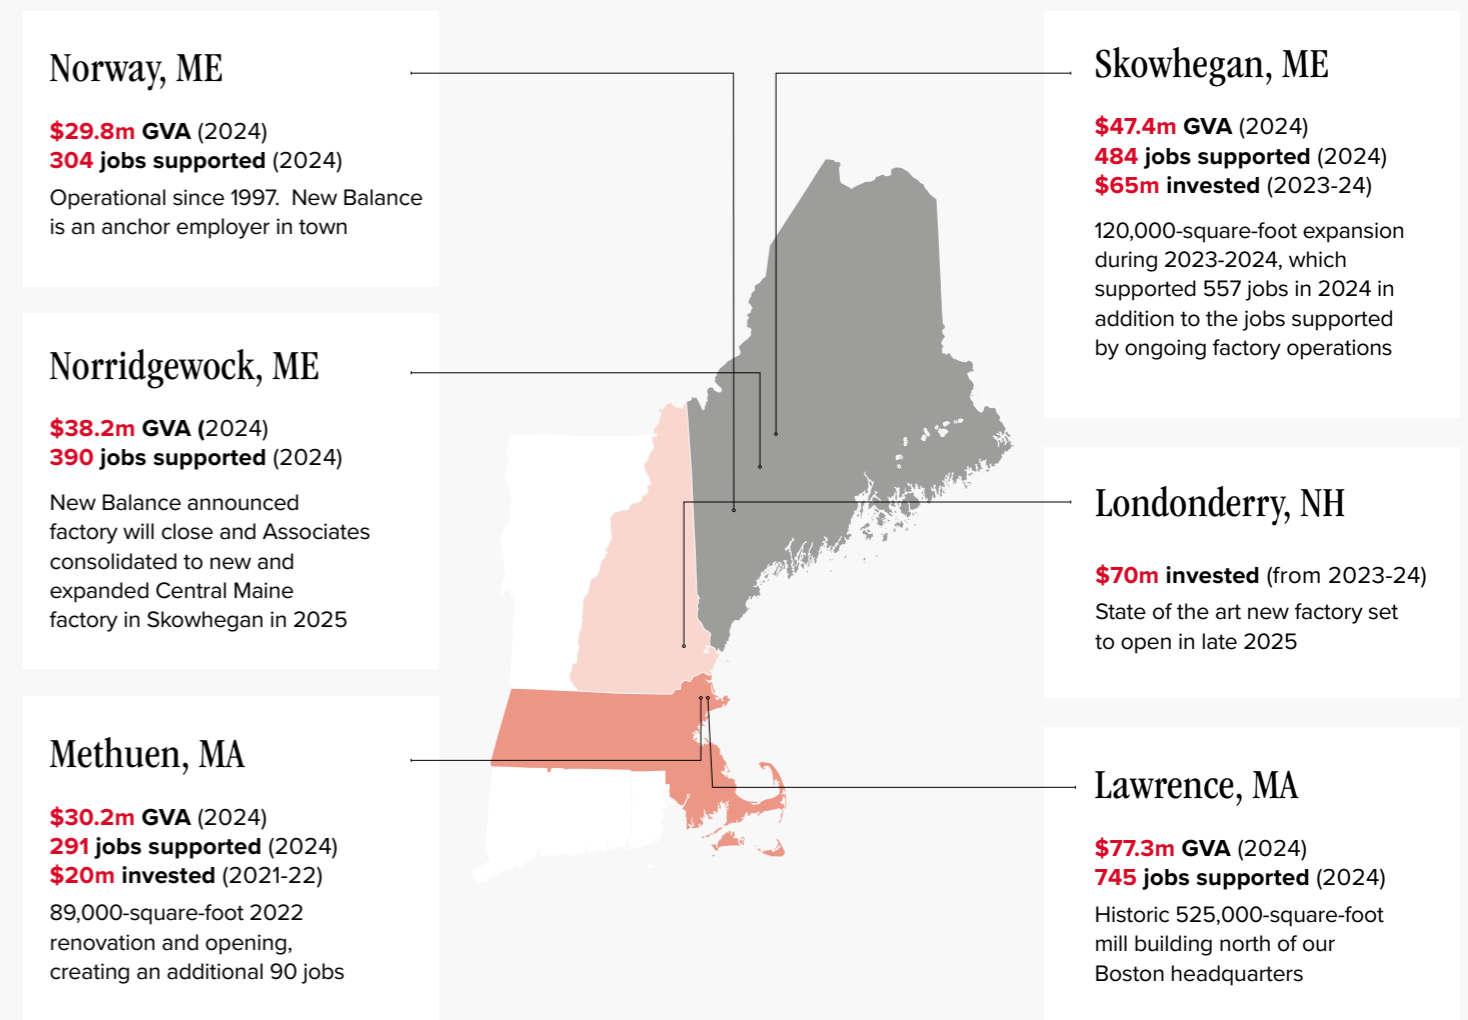 Norway, ME
$29.8m GVA (2024)
304 jobs supported (2024)
Operational since 1997.  New Balance
is an anchor employer in town
Norridgewock, ME
$38.2m GVA (2024)
390 jobs supported (2024)
New Balance announced
factory will close and Associates
consolidated to new and
expanded Central Maine
factory in Skowhegan in 2025
Methuen, MA
$30.2m GVA (2024)
291 jobs supported (2024)
$20m invested (2021-22)
89,000-square-foot 2022
renovation and opening,
creating an additional 90 jobs
Skowhegan, ME
$47.4m GVA (2024)
484 jobs supported (2024)
$65m invested (2023-24)
120,000-square-foot expansion
during 2023-2024, which
supported 557 jobs in 2024 in
addition to the jobs supported
by ongoing factory operations
Londonderry, NH
$70m invested (from 2023-24)
State of the art new factory set
to open in late 2025
Lawrence, MA
$77.3m GVA (2024)
745 jobs supported (2024)
Historic 525,000-square-foot
mill building north of our
Boston headquarters